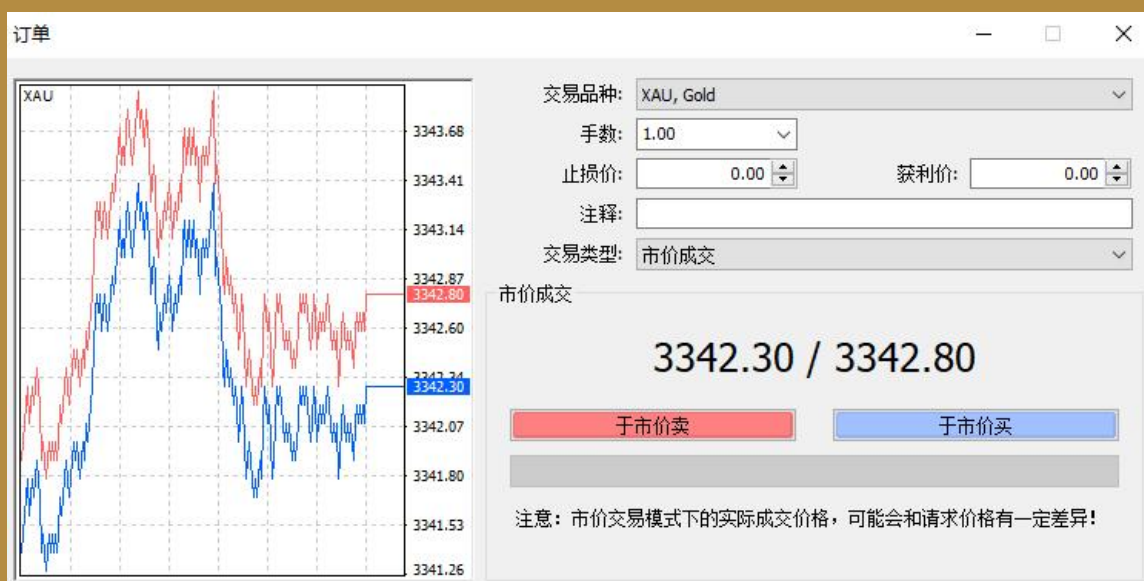 订单
XAU
3343.68
3343.41
3343.14
3342.87
3342.80
3342.60
3342.34
3342.30
3342.07
3341.80
3341.53
3341.26
交易品种: XAU, Gold
手数: 1.00
止损价: 0.00 获利价: 0.00
注释:
交易类型: 市价成交
市价成交
3342.30 / 3342.80
于市价卖 于市价买
注意：市价交易模式下的实际成交价格，可能会和请求价格有一定差异!